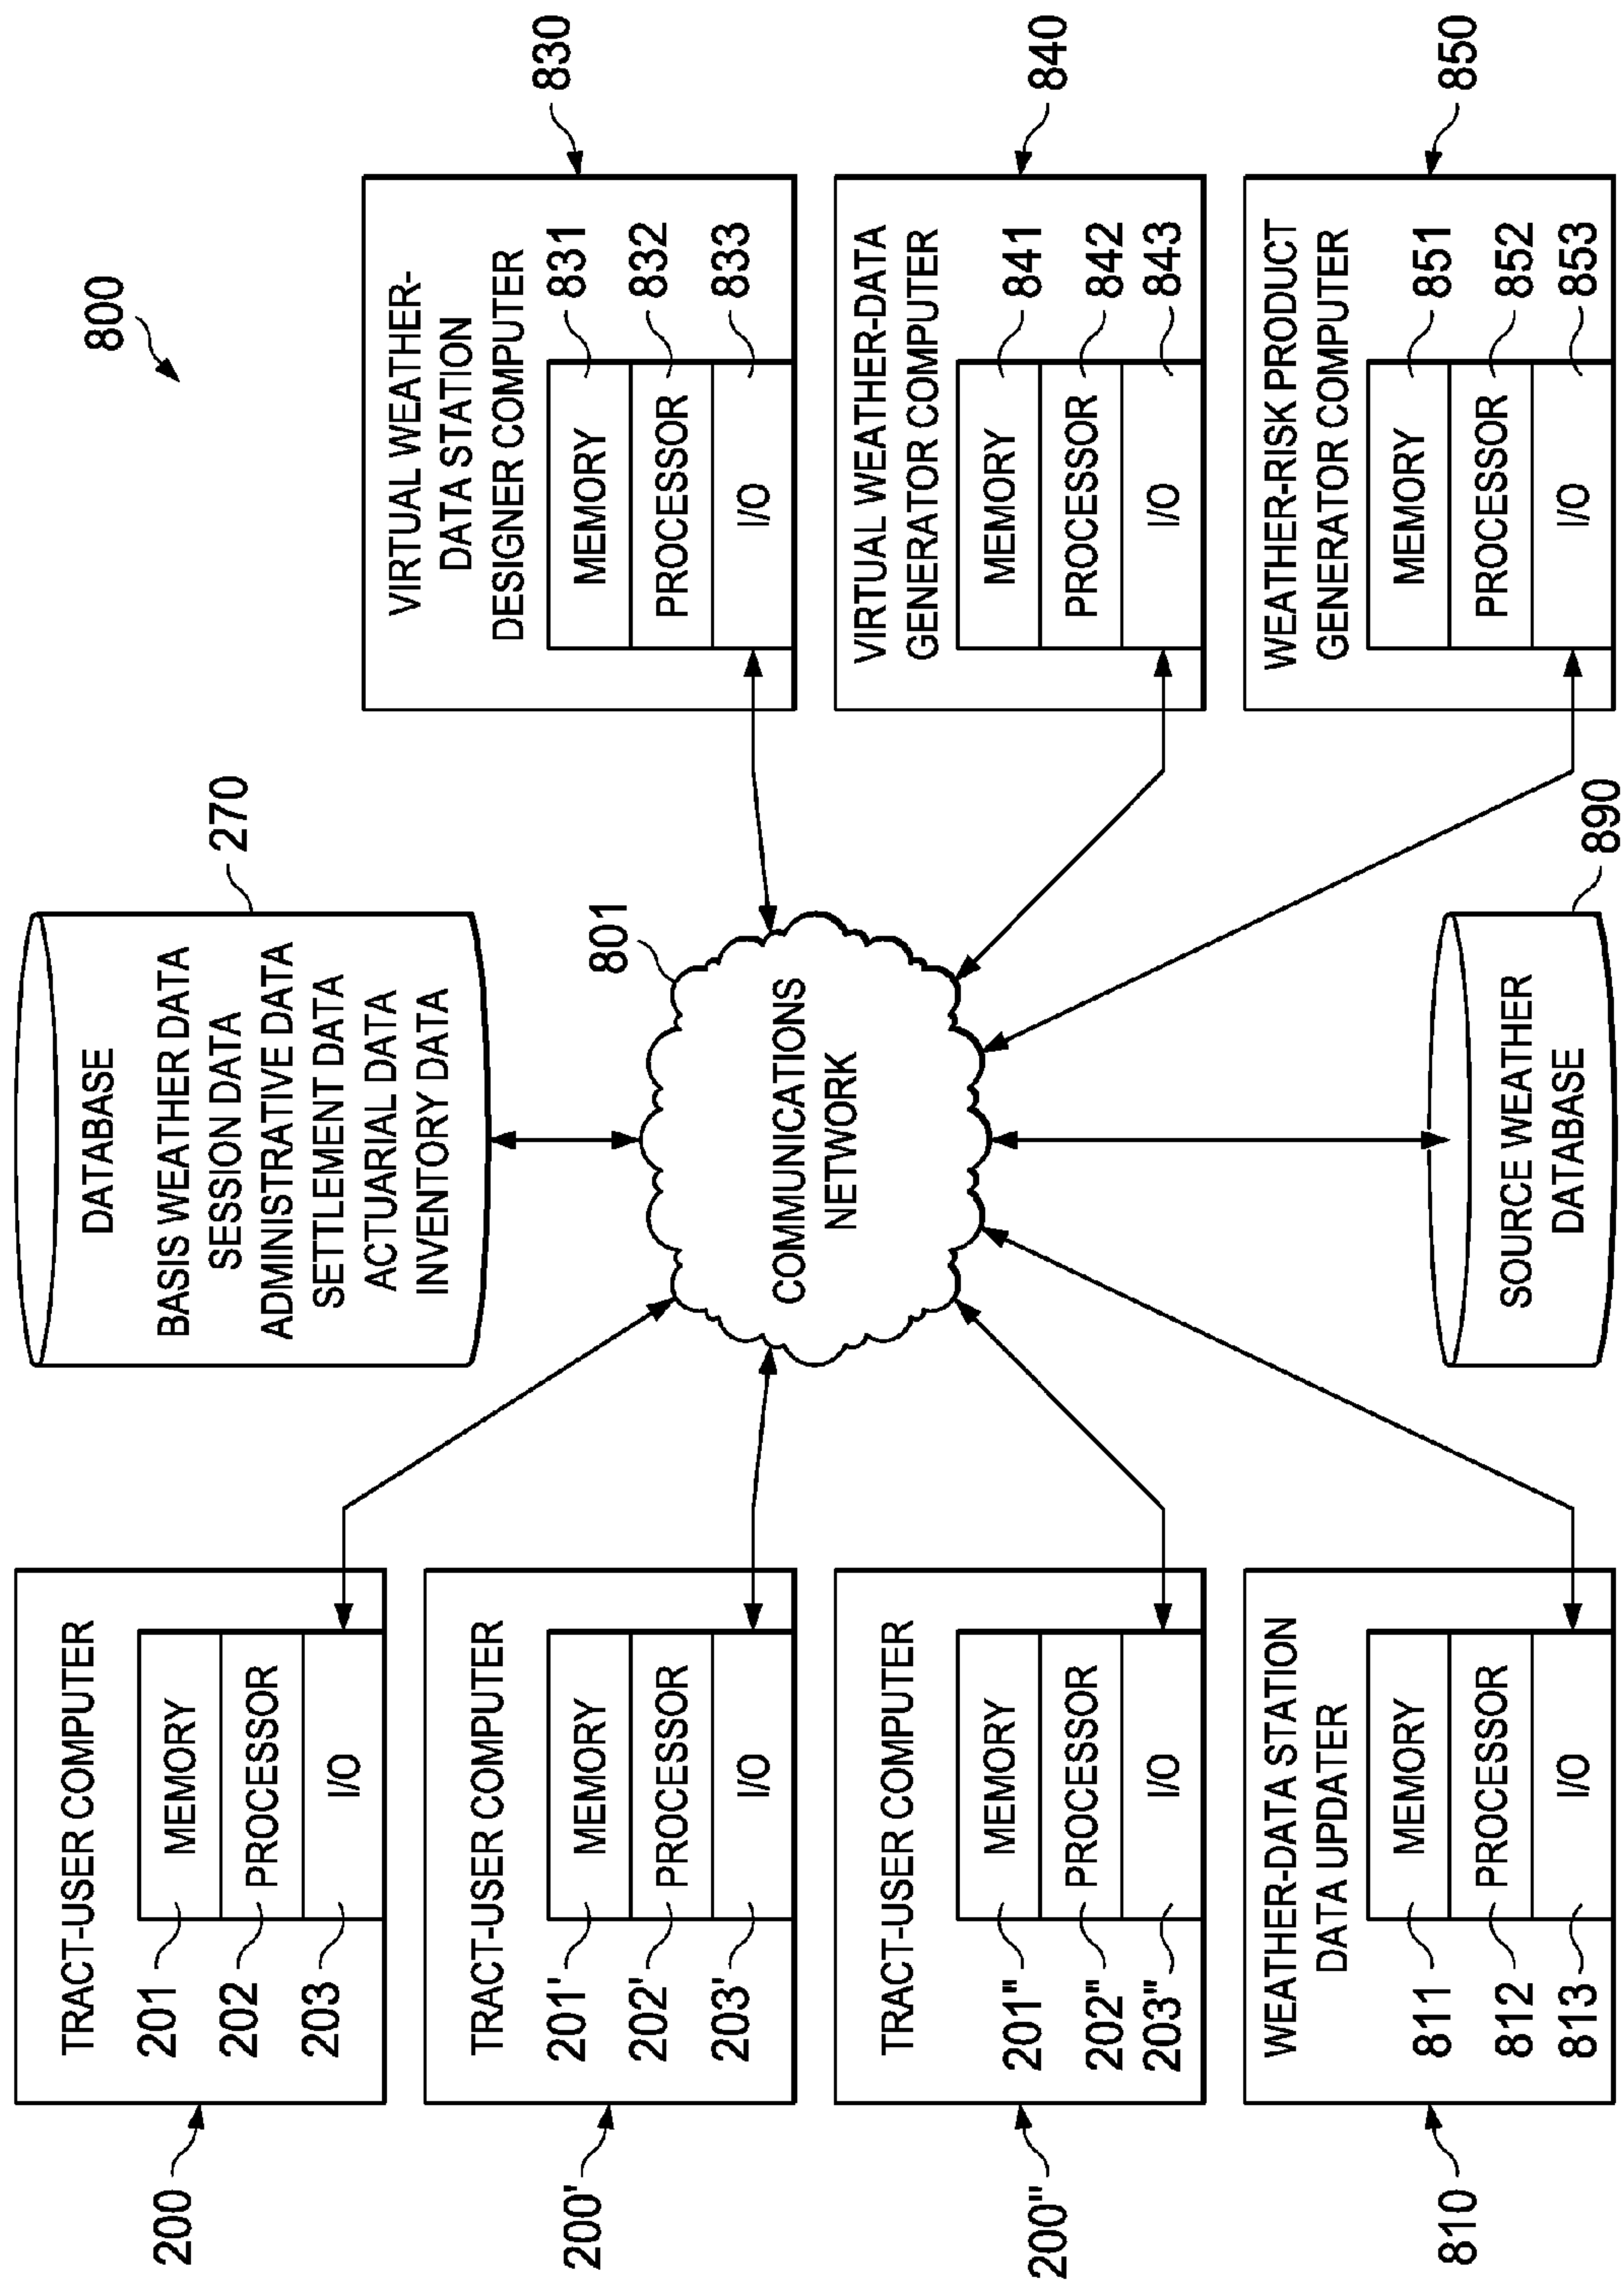 800
200
TRACT-USER COMPUTER
201
MEMORY
202
PROCESSOR
203
I/O
200'
TRACT-USER COMPUTER
201'
MEMORY
202'
PROCESSOR
203'
I/O
200"
TRACT-USER COMPUTER
201"
MEMORY
202"
PROCESSOR
203"
I/O
810
WEATHER-DATA STATION
DATA UPDATER
811
MEMORY
812
PROCESSOR
813
I/O
270
DATABASE
BASIS WEATHER DATA
SESSION DATA
ADMINISTRATIVE DATA
SETTLEMENT DATA
ACTUARIAL DATA
INVENTORY DATA
801
COMMUNICATIONS
NETWORK
890
SOURCE WEATHER
DATABASE
830
VIRTUAL WEATHER-
DATA STATION
DESIGNER COMPUTER
MEMORY
831
PROCESSOR
832
I/O
833
840
VIRTUAL WEATHER-DATA
GENERATOR COMPUTER
MEMORY
841
PROCESSOR
842
I/O
843
850
WEATHER-RISK PRODUCT
GENERATOR COMPUTER
MEMORY
851
PROCESSOR
852
I/O
853